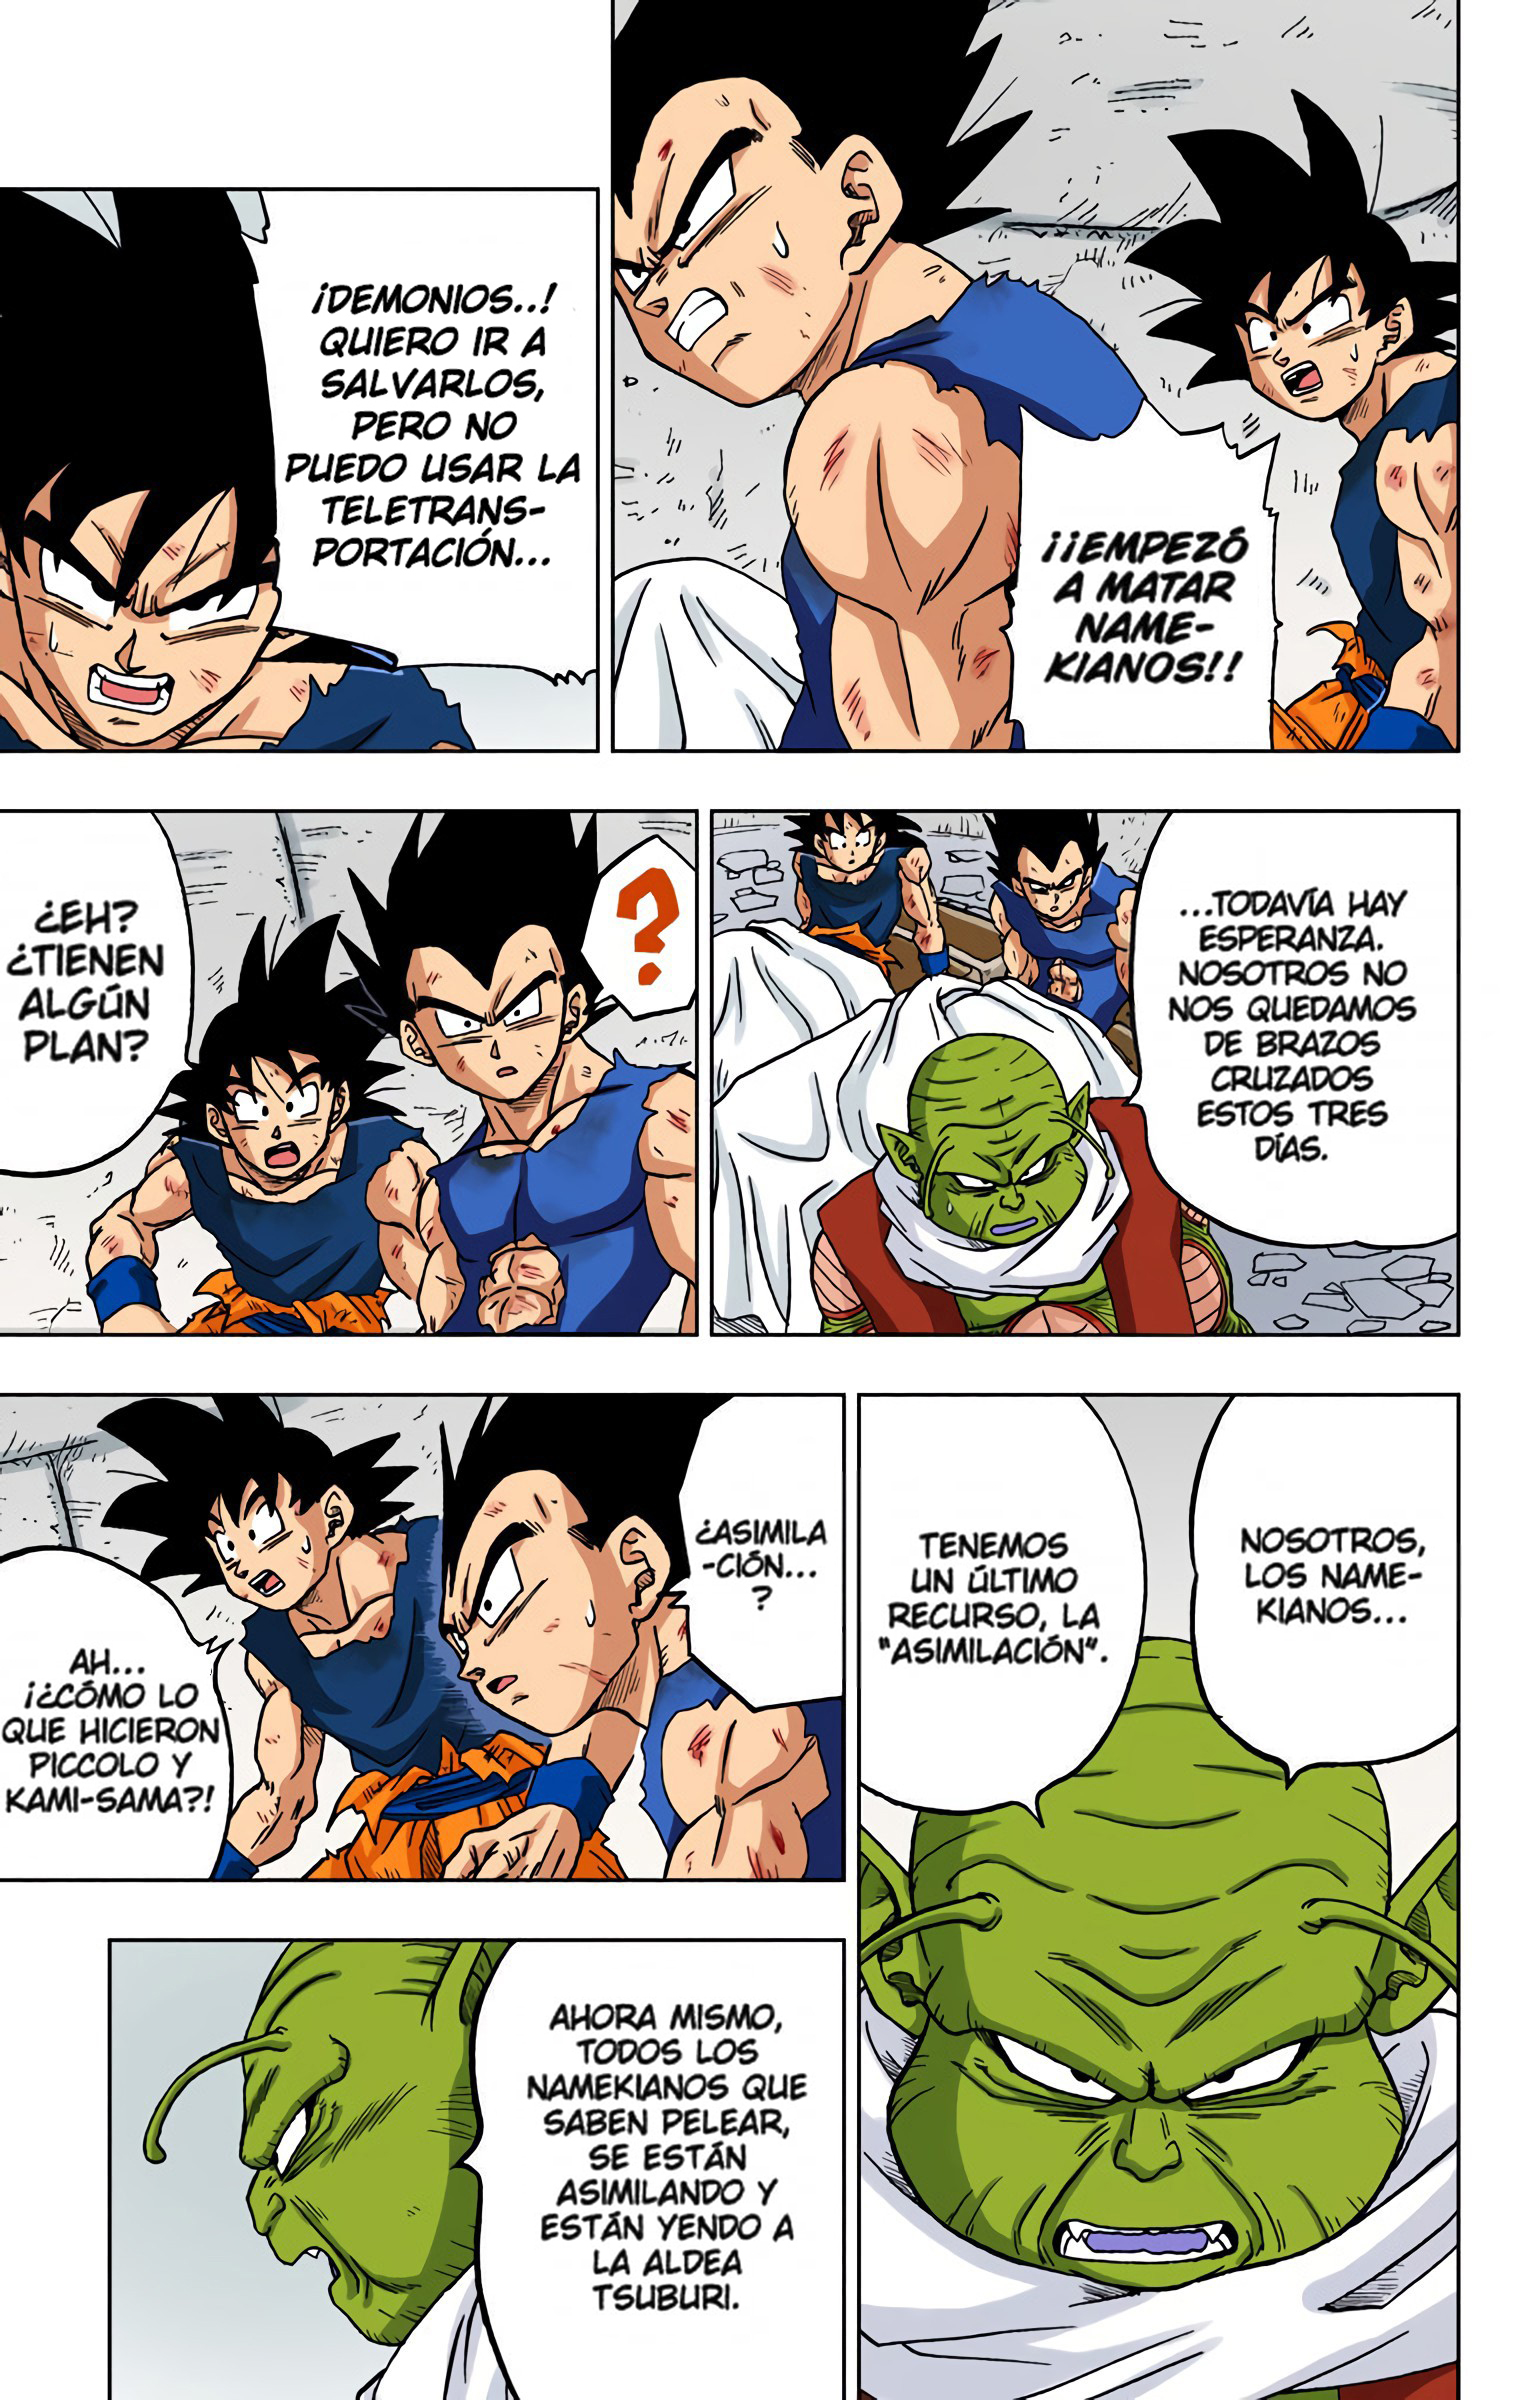 ¡¡EMPEZÓ
A MATAR
NAME-
KIANOS!!
¡DEMONIOS..!
QUIERO IR A
SALVARLOS,
PERO NO
PUEDO USAR LA
TELETRANS-
PORTACIÓN...
...TODAVÍA HAY
ESPERANZA.
NOSOTROS NO
NOS QUEDAMOS
DE BRAZOS
CRUZADOS
ESTOS TRES
DÍAS.
?
¿EH?
¿TIENEN
ALGÚN
PLAN?
NOSOTROS,
LOS NAME-
KIANOS...
TENEMOS
UN ÚLTIMO
RECURSO, LA
"ASIMILACIÓN".
¿ASIMILA
-CIÓN...
?
AH...
¡¿CÓMO LO
QUE HICIERON
PICCOLO Y
KAMI-SAMA?!
AHORA MISMO,
TODOS LOS
NAMEKIANOS QUE
SABEN PELEAR,
SE ESTÁN
ASIMILANDO Y
ESTÁN YENDO A
LA ALDEA
TSUBURI.